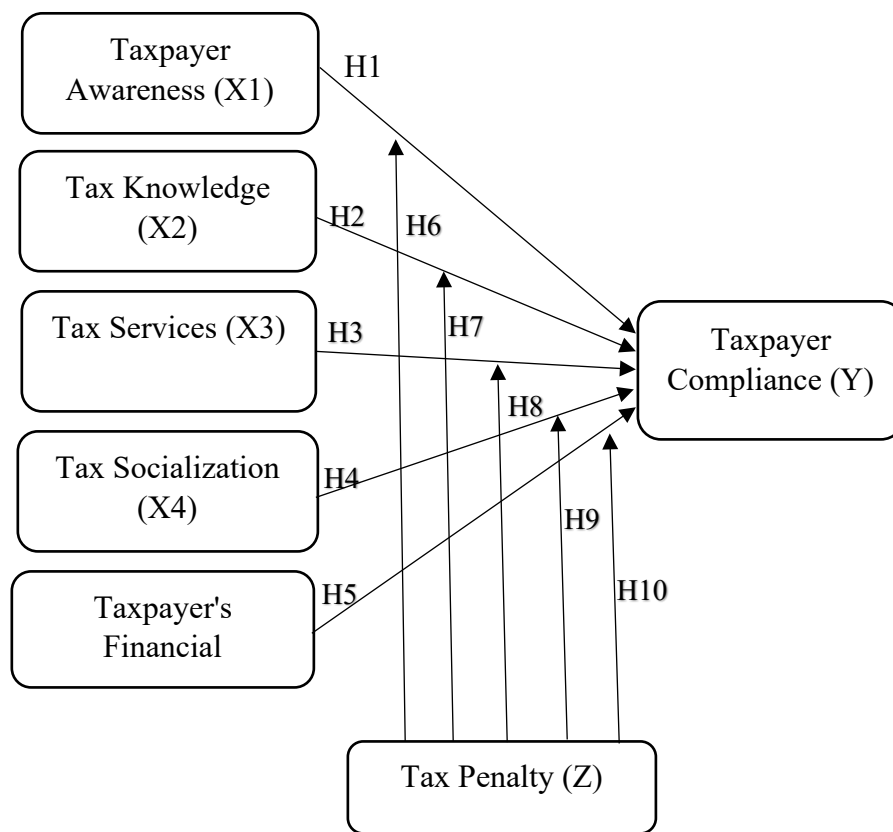 Taxpayer
Awareness (X1)
H1
Tax Knowledge
(X2)
H2
H6
Tax Services (X3)
H3
H7
Taxpayer
Compliance (Y)
H8
Tax Socialization
(X4)
H4
H9
Taxpayer's
Financial
H5
H10
Tax Penalty (Z)